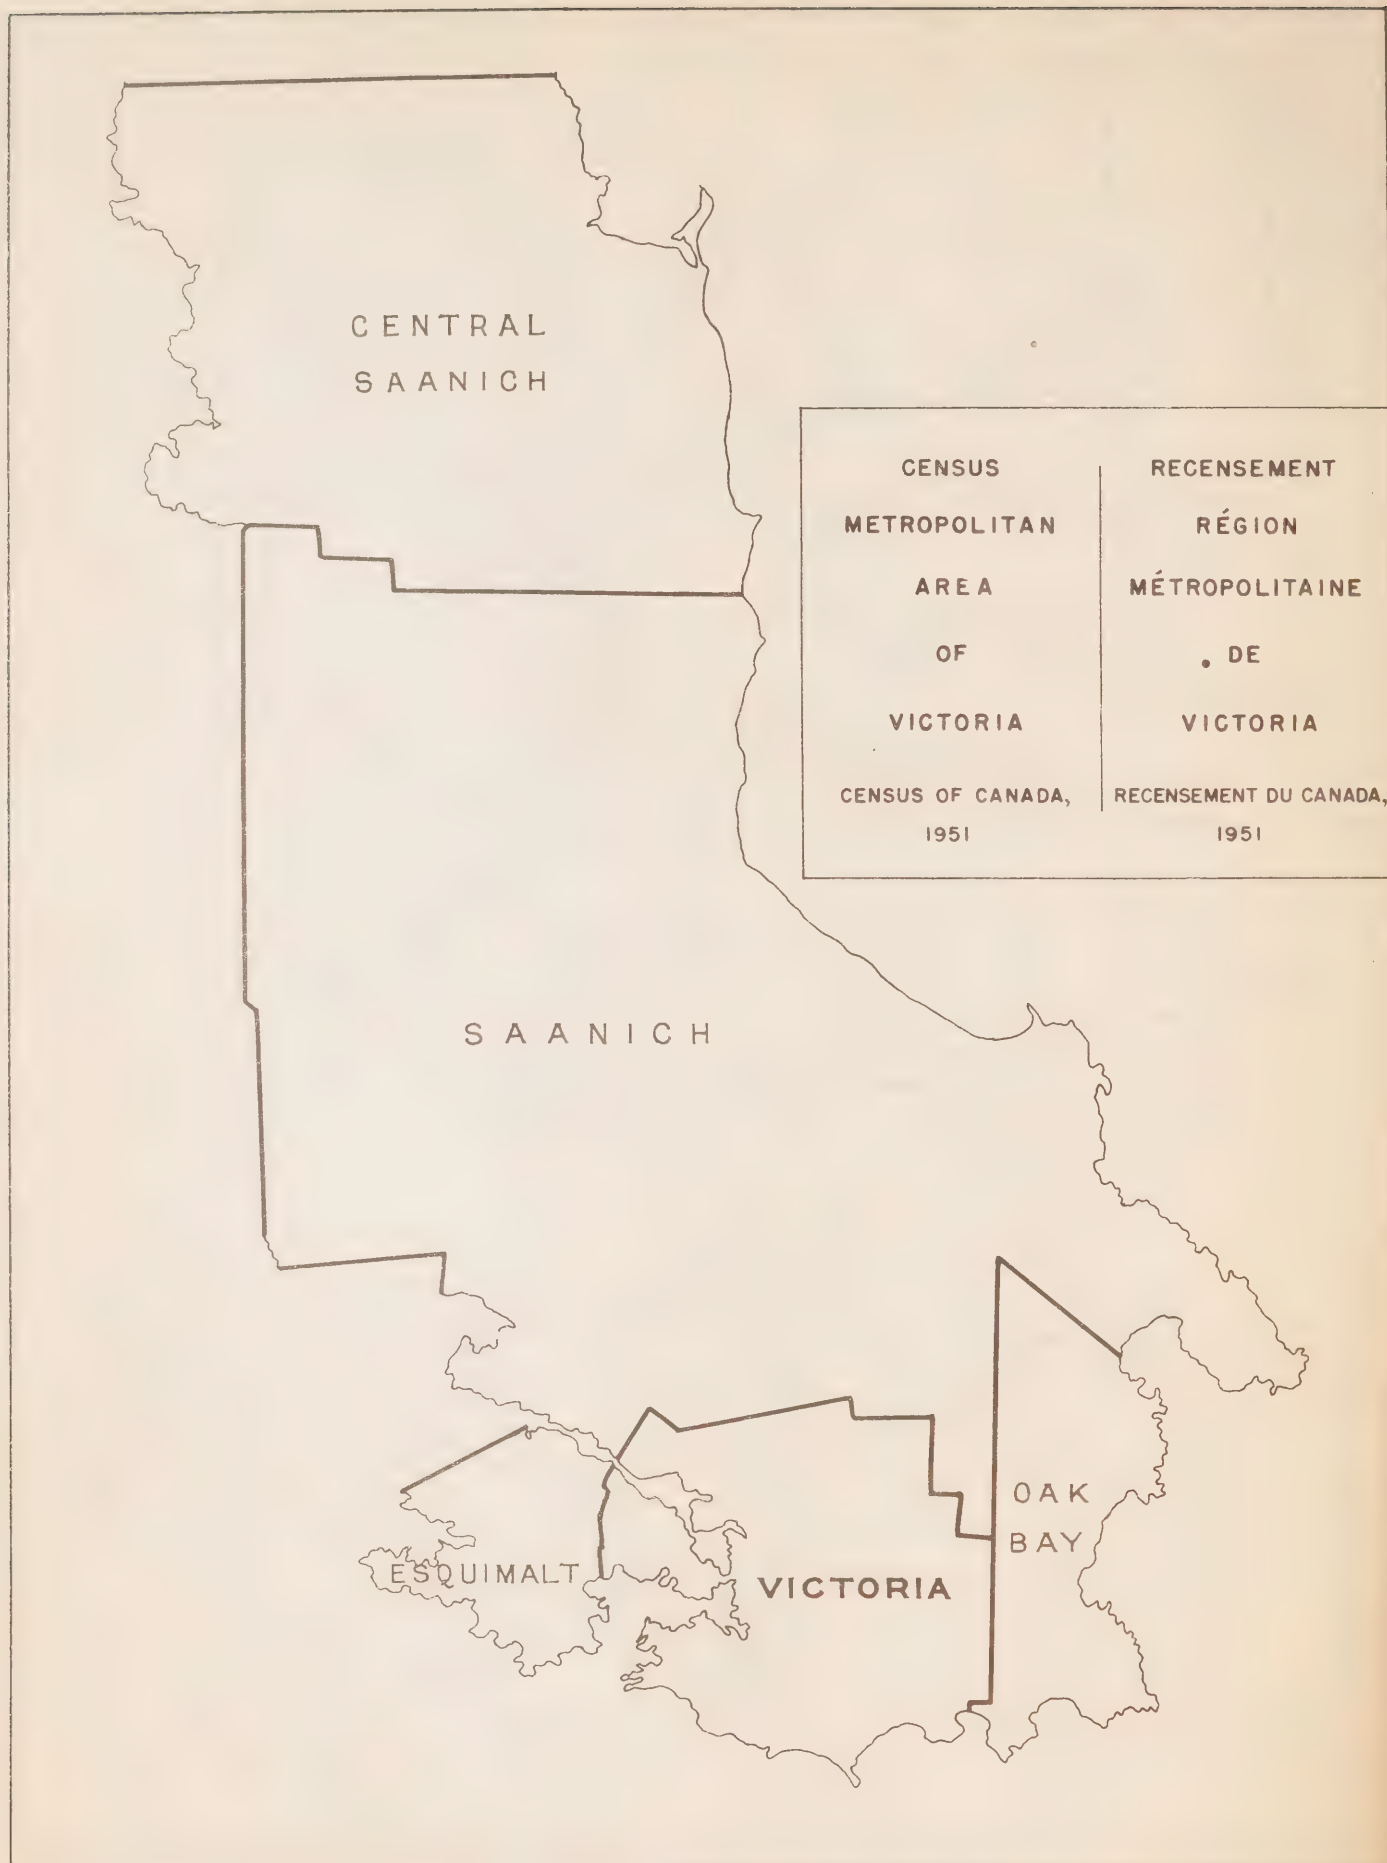 CENTRAL
SAANICH
CENSUS
METROPOLITAN
AREA
OF
VICTORIA
CENSUS OF CANADA,
1951
RECENSEMENT
RÉGION
MÉTROPOLITAINE
DE
VICTORIA
RECENSEMENT DU CANADA,
1951
SAANICH
OAK
BAY
ESQUIMALT
VICTORIA